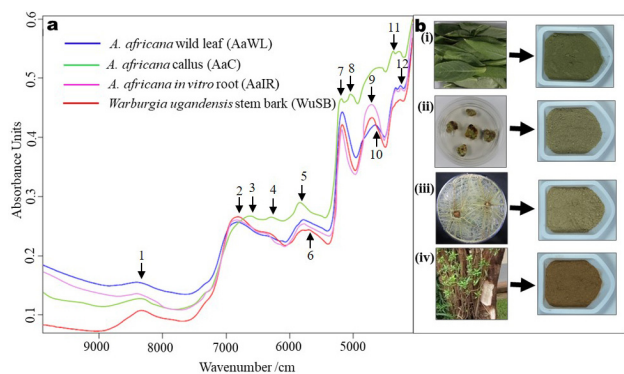 a
b
A. africana wild leaf (AaWL)
A. africana callus (AaC)
A. africana in vitro root (AaIR)
Warburgia ugandensis stem bark (WuSB)
Absorbance Units
0.6
0.5
0.4
0.3
0.2
0.1
1
2
3
4
5
6
7
8
9
10
11
12
9000
8000
7000
6000
5000
Wavenumber /cm
(i)
(ii)
(iii)
(iv)